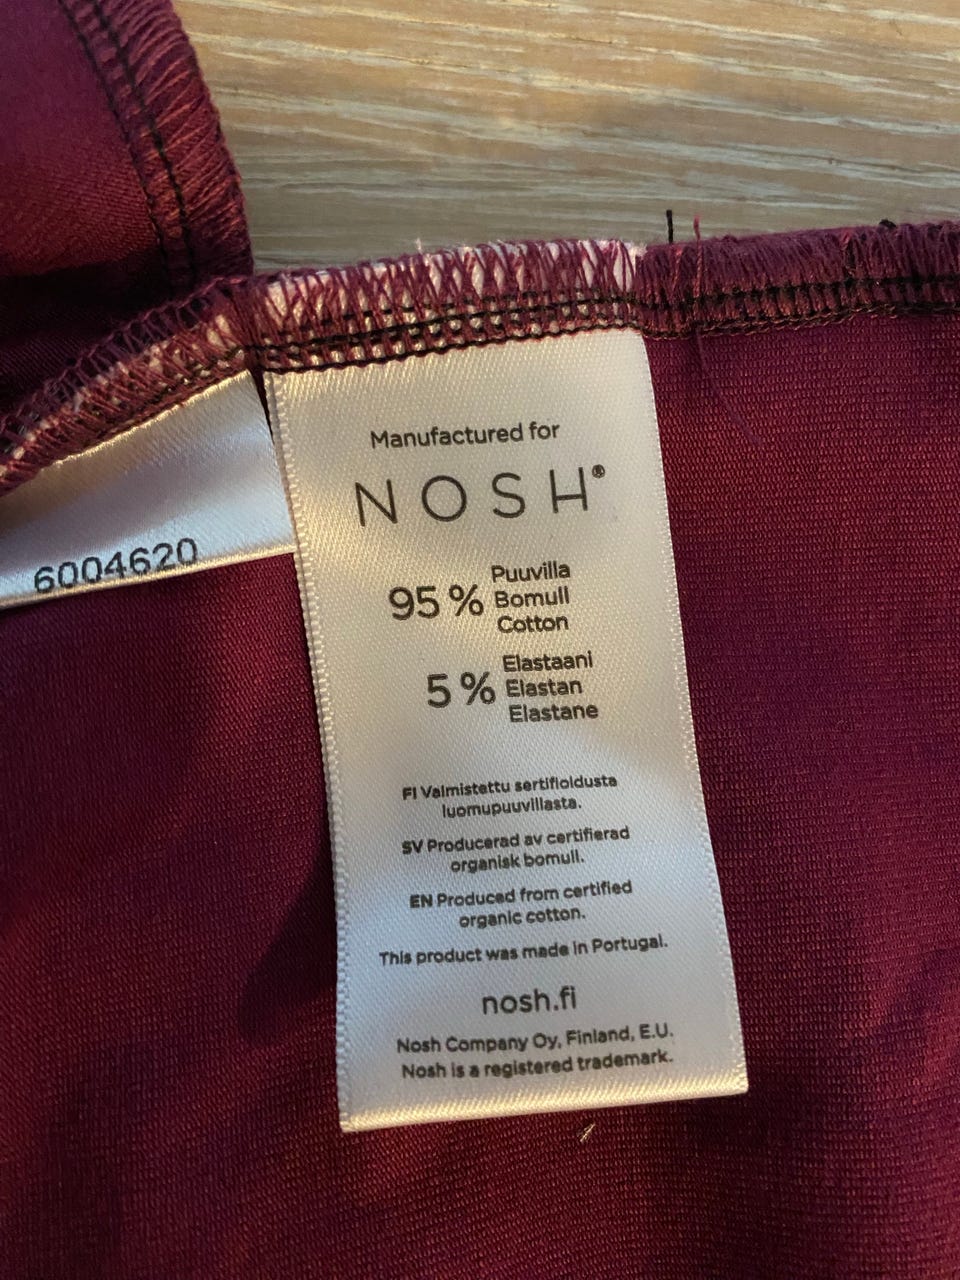 Manufactured for
NOSH®
6004620
95 % Puuvilla
Bomull
Cotton
5 % Elastaani
Elastan
Elastane
FI Valmistettu sertifioidusta
luomupuuvillasta.
SV Producerad av certifierad
organisk bomull.
EN Produced from certified
organic cotton.
This product was made in Portugal.
nosh.fi
Nosh Company Oy, Finland, E.U.
Nosh is a registered trademark.